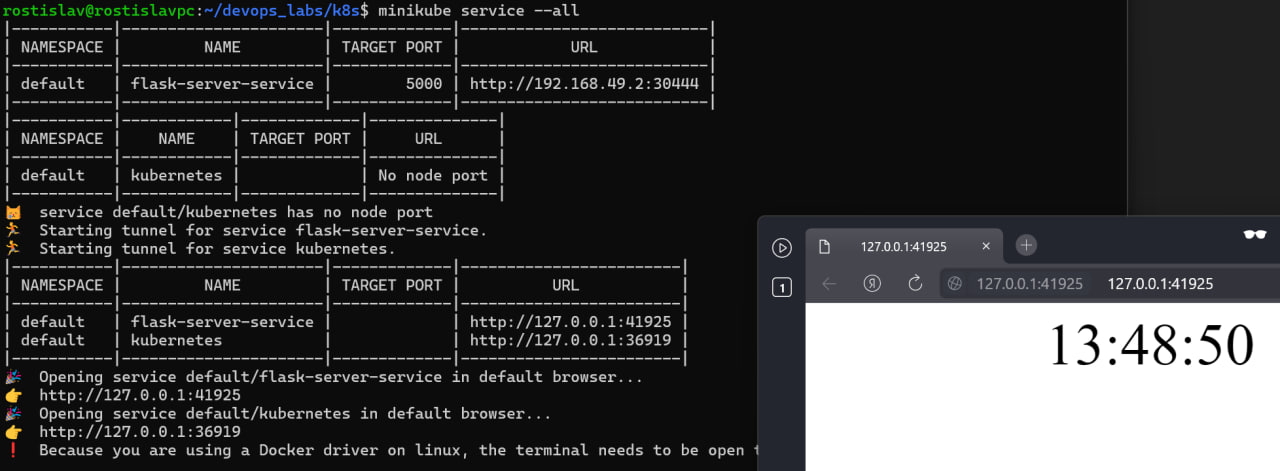 rostislav@rostislavpc:~/devops_labs/k8s$ minikube service --all
|-----------|----------------------|-------------|---------------------------|
| NAMESPACE | NAME | TARGET PORT | URL |
|-----------|----------------------|-------------|---------------------------|
| default | flask-server-service | 5000 | http://192.168.49.2:30444 |
|-----------|----------------------|-------------|---------------------------|
|-----------|------------|-------------|--------------|
| NAMESPACE | NAME | TARGET PORT | URL |
|-----------|------------|-------------|--------------|
| default | kubernetes | | No node port |
|-----------|------------|-------------|--------------|
😿 service default/kubernetes has no node port
🏃 Starting tunnel for service flask-server-service.
🏃 Starting tunnel for service kubernetes.
|-----------|----------------------|-------------|------------------------|
| NAMESPACE | NAME | TARGET PORT | URL |
|-----------|----------------------|-------------|------------------------|
| default | flask-server-service | | http://127.0.0.1:41925 |
| default | kubernetes | | http://127.0.0.1:36919 |
|-----------|----------------------|-------------|------------------------|
🎉 Opening service default/flask-server-service in default browser...
👉 http://127.0.0.1:41925
🎉 Opening service default/kubernetes in default browser...
👉 http://127.0.0.1:36919
❗ Because you are using a Docker driver on linux, the terminal needs to be open
127.0.0.1:41925
1
Я
127.0.0.1:41925 127.0.0.1:41925
13:48:50